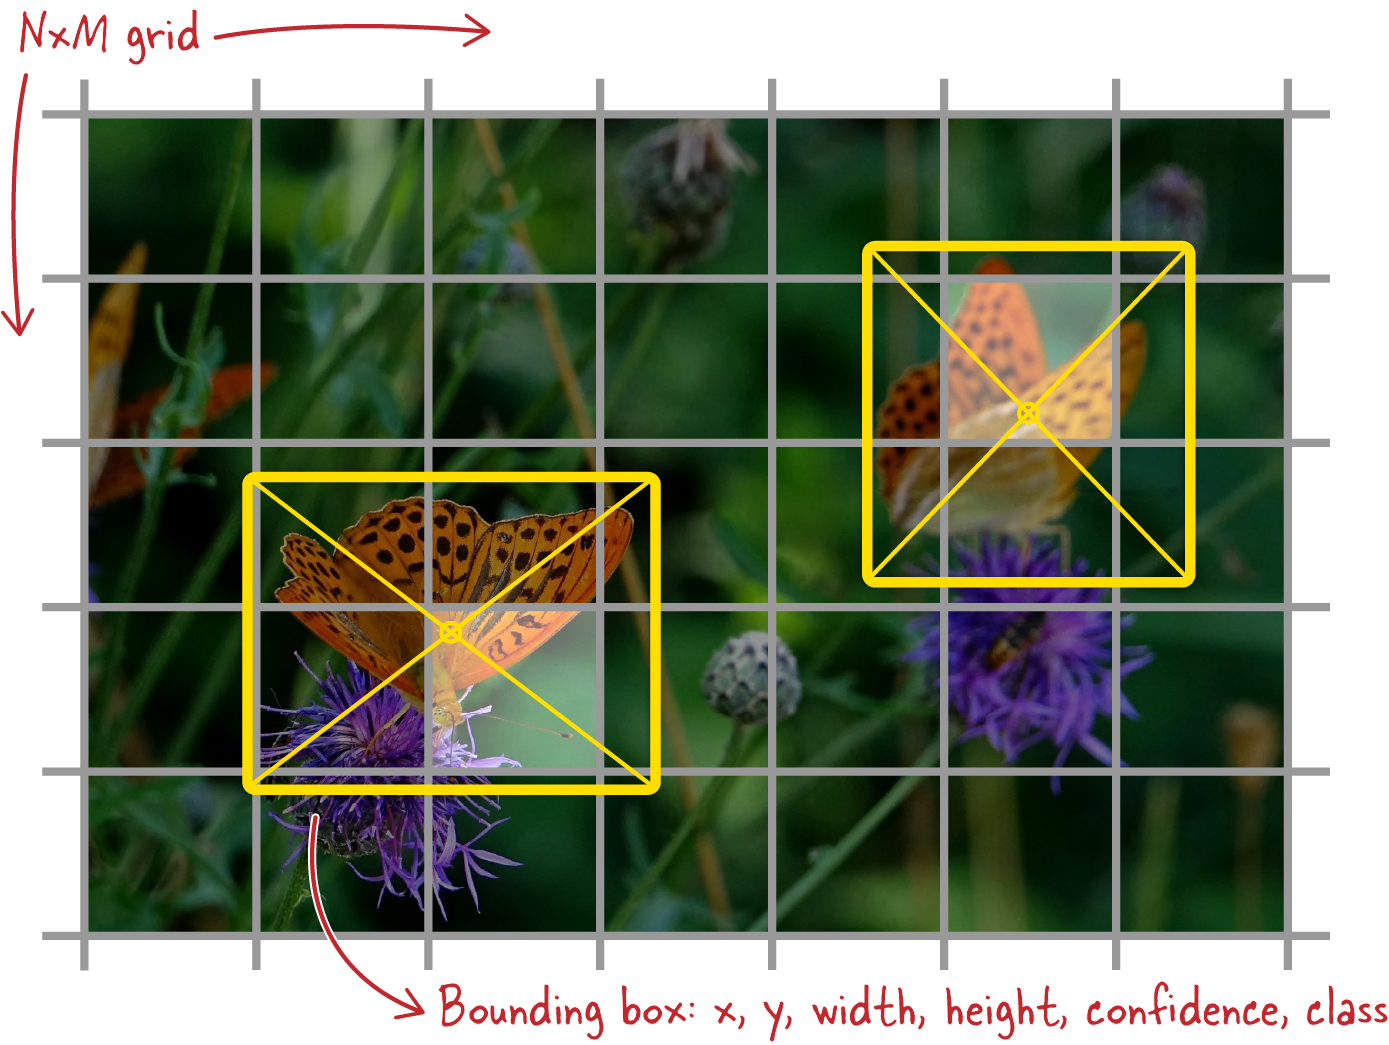 NxM grid
Bounding box: x, y, width, height, confidence, class